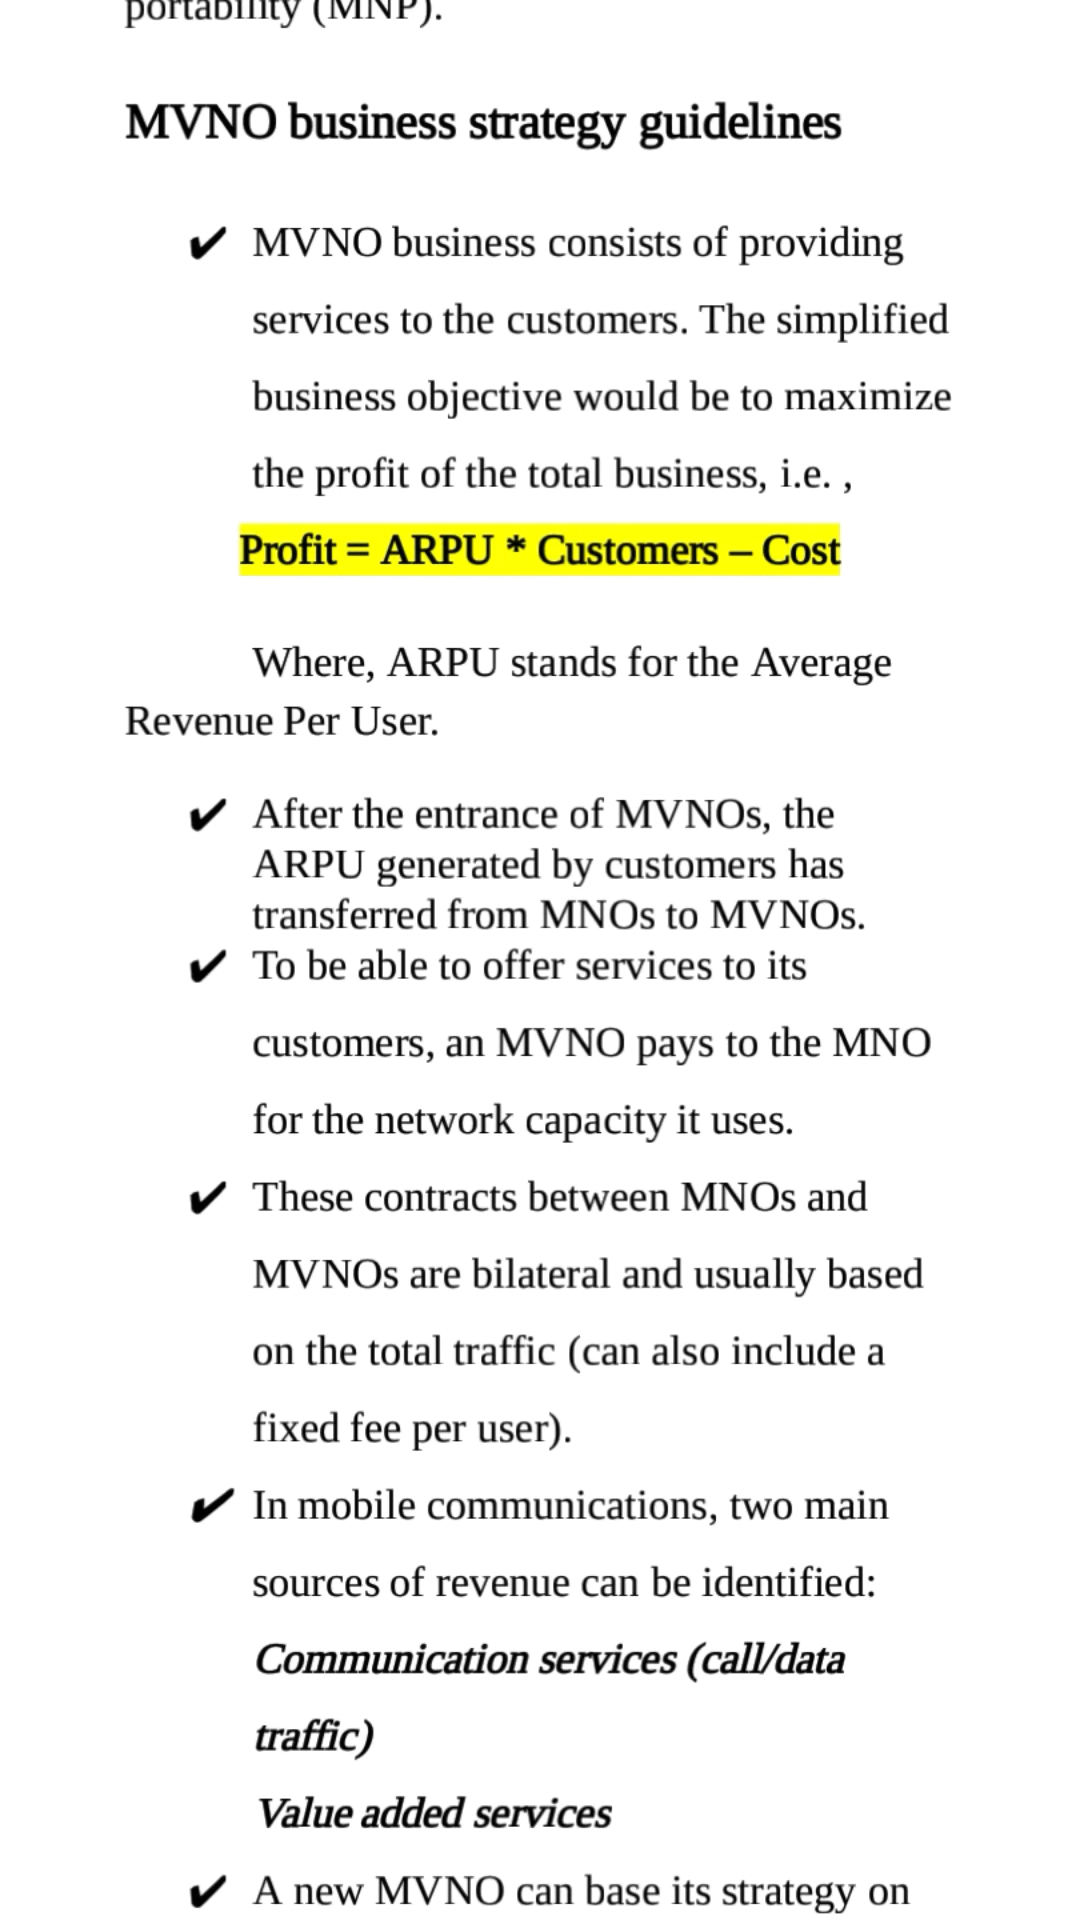 portability (MNP).
MVNO business strategy guidelines
✔ MVNO business consists of providing
services to the customers. The simplified
business objective would be to maximize
the profit of the total business, i.e. ,
Profit = ARPU * Customers – Cost
Where, ARPU stands for the Average
Revenue Per User.
✔ After the entrance of MVNOs, the
ARPU generated by customers has
transferred from MNOs to MVNOs.
✔ To be able to offer services to its
customers, an MVNO pays to the MNO
for the network capacity it uses.
✔ These contracts between MNOs and
MVNOs are bilateral and usually based
on the total traffic (can also include a
fixed fee per user).
✔ In mobile communications, two main
sources of revenue can be identified:
Communication services (call/data
traffic)
Value added services
✔ A new MVNO can base its strategy on